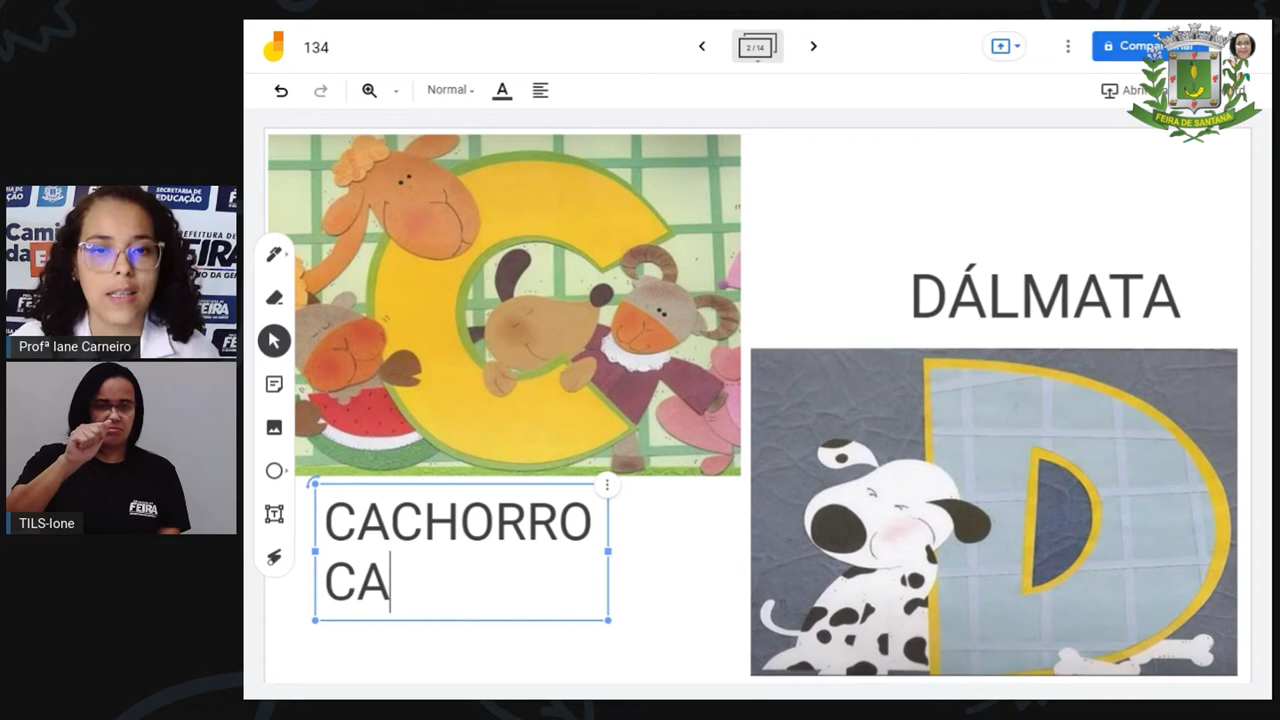 134
2 / 14
Normal
A
FEIRA DE SANTANA
SECRETARIA DE
EDUCAÇÃO
PREFEITURA DE
FEIRA
Profª Iane Carneiro
FEIRA
TILS-Ione
DÁLMATA
CACHORRO
CA
C
D